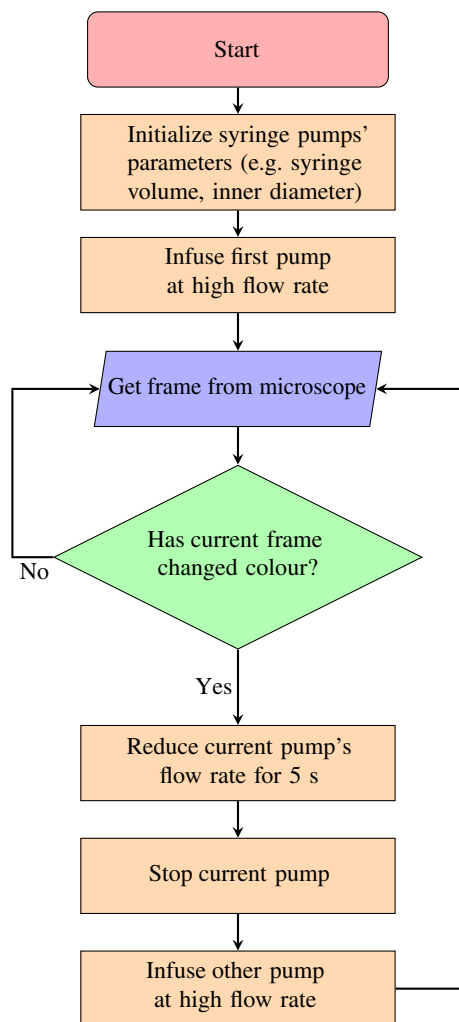 Start
Initialize syringe pumps’
parameters (e.g. syringe
volume, inner diameter)
Infuse first pump
at high flow rate
Get frame from microscope
Has current frame
changed colour?
No
Yes
Reduce current pump’s
flow rate for 5 s
Stop current pump
Infuse other pump
at high flow rate